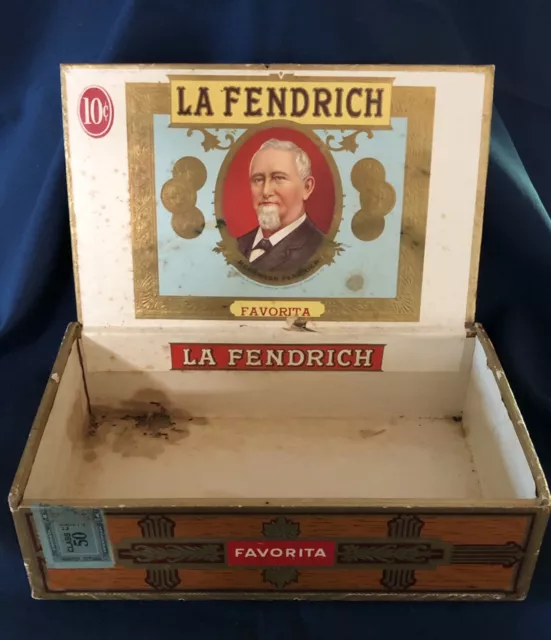 10¢
LA FENDRICH
FAVORITA
LA FENDRICH
CLASS C
50
FAVORITA